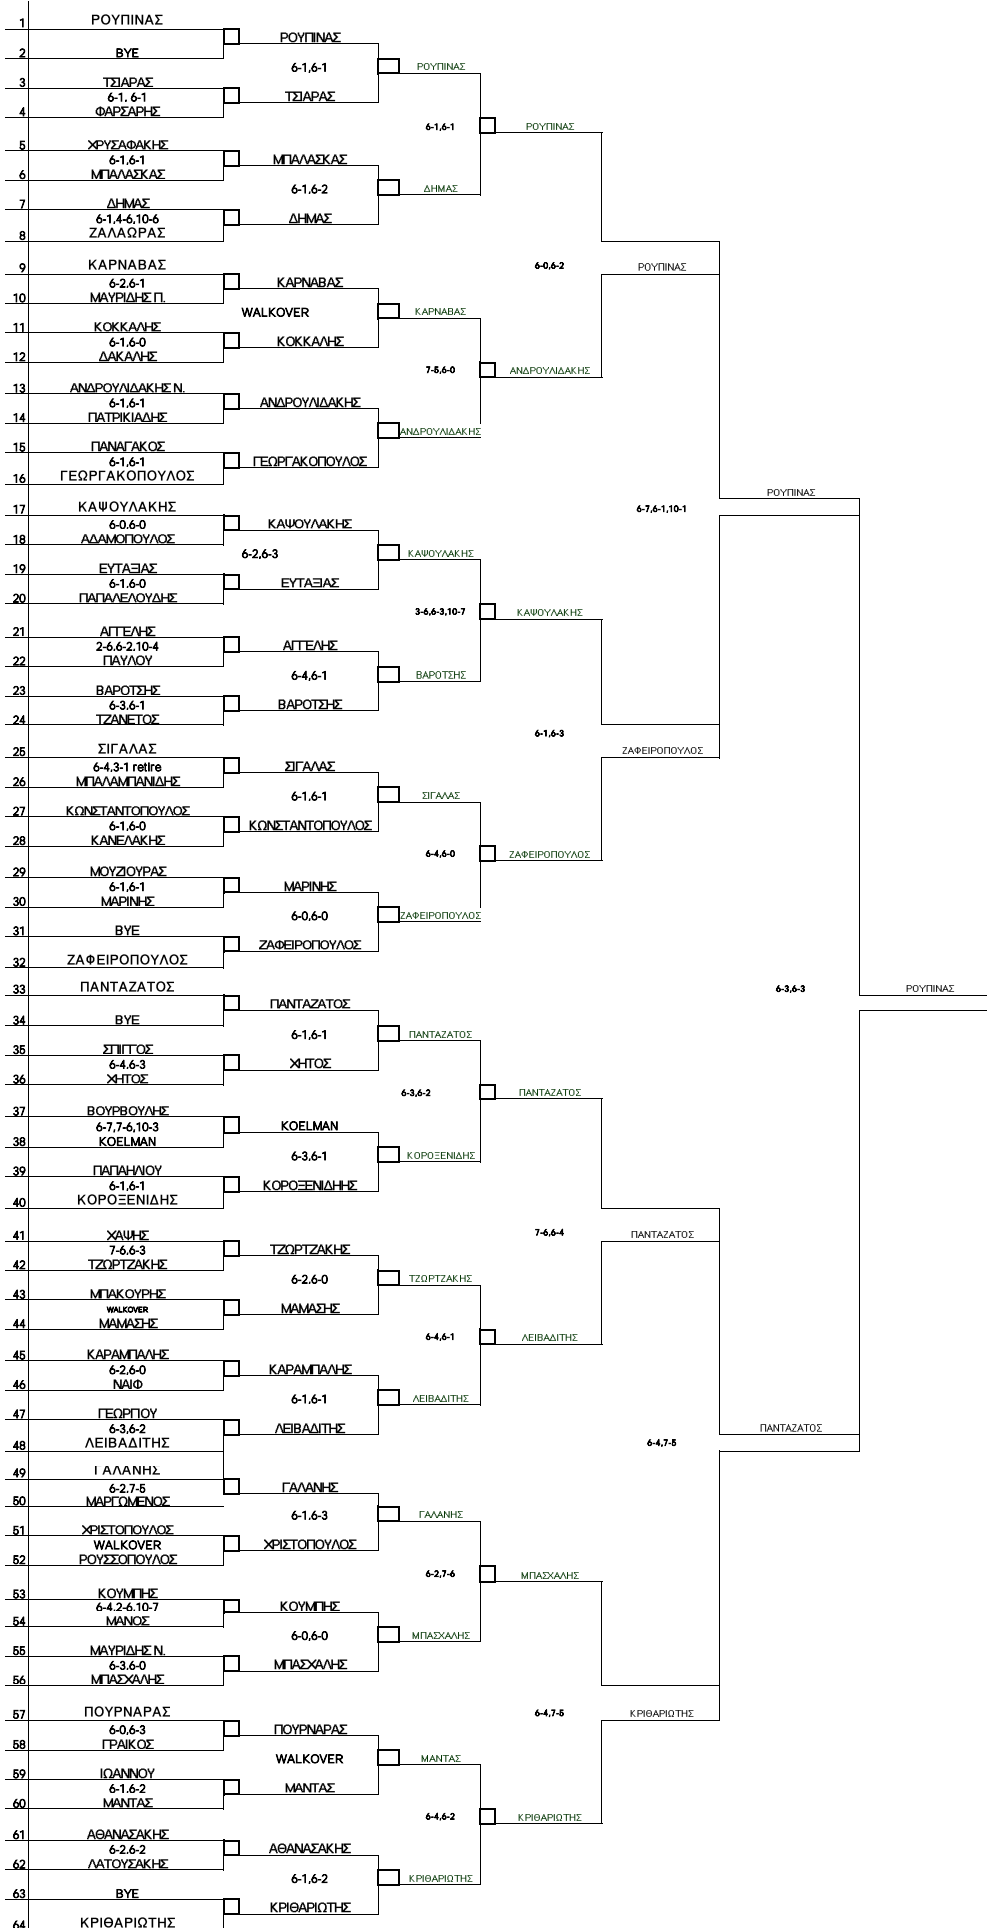 1 ΡΟΥΠΙΝΑΣ
ΡΟΥΠΙΝΑΣ
2 BYE
6-1,6-1 ΡΟΥΠΙΝΑΣ
3 ΤΣΙΑΡΑΣ
6-1. 6-1 ΤΣΙΑΡΑΣ
4 ΦΑΡΣΑΡΗΣ
6-1,6-1 ΡΟΥΠΙΝΑΣ
5 ΧΡΥΣΑΦΑΚΗΣ
6-1,6-1 ΜΠΑΛΑΣΚΑΣ
6 ΜΠΑΛΑΣΚΑΣ
6-1,6-2 ΔΗΜΑΣ
7 ΔΗΜΑΣ
6-1,4-6,10-6 ΔΗΜΑΣ
8 ΖΑΛΑΩΡΑΣ
9 ΚΑΡΝΑΒΑΣ 6-0,6-2 ΡΟΥΠΙΝΑΣ
6-2.6-1 ΚΑΡΝΑΒΑΣ
10 ΜΑΥΡΙΔΗΣ Π.
WALKOVER ΚΑΡΝΑΒΑΣ
11 ΚΟΚΚΑΛΗΣ
6-1.6-0 ΚΟΚΚΑΛΗΣ
12 ΔΑΚΑΛΗΣ
7-5,6-0 ΑΝΔΡΟΥΛΙΔΑΚΗΣ
13 ΑΝΔΡΟΥΛΙΔΑΚΗΣ Ν.
6-1,6-1 ΑΝΔΡΟΥΛΙΔΑΚΗΣ
14 ΠΑΤΡΙΚΙΑΔΗΣ
ΑΝΔΡΟΥΛΙΔΑΚΗΣ
15 ΠΑΝΑΓΑΚΟΣ
6-1,6-1 ΓΕΩΡΓΑΚΟΠΟΥΛΟΣ
16 ΓΕΩΡΓΑΚΟΠΟΥΛΟΣ
ΡΟΥΠΙΝΑΣ
17 ΚΑΨΟΥΛΑΚΗΣ 6-7,6-1,10-1
6-0.6-0 ΚΑΨΟΥΛΑΚΗΣ
18 ΑΔΑΜΟΠΟΥΛΟΣ
6-2,6-3 ΚΑΨΟΥΛΑΚΗΣ
19 ΕΥΤΑΞΙΑΣ
6-1.6-0 ΕΥΤΑΞΙΑΣ
20 ΠΑΠΑΛΕΛΟΥΔΗΣ
3-6,6-3,10-7 ΚΑΨΟΥΛΑΚΗΣ
21 ΑΓΓΕΛΗΣ
2-6.6-2.10-4 ΑΓΓΕΛΗΣ
22 ΠΑΥΛΟΥ
6-4,6-1 ΒΑΡΟΤΣΗΣ
23 ΒΑΡΟΤΣΗΣ
6-3.6-1 ΒΑΡΟΤΣΗΣ
24 ΤΖΑΝΕΤΟΣ
6-1,6-3
25 ΣΙΓΑΛΑΣ ΖΑΦΕΙΡΟΠΟΥΛΟΣ
6-4,3-1 retire ΣΙΓΑΛΑΣ
26 ΜΠΑΛΑΜΠΑΝΙΔΗΣ
6-1,6-1 ΣΙΓΑΛΑΣ
27 ΚΩΝΣΤΑΝΤΟΠΟΥΛΟΣ
6-1,6-0 ΚΩΝΣΤΑΝΤΟΠΟΥΛΟΣ
28 ΚΑΝΕΛΑΚΗΣ
6-4,6-0 ΖΑΦΕΙΡΟΠΟΥΛΟΣ
29 ΜΟΥΖΙΟΥΡΑΣ
6-1,6-1 ΜΑΡΙΝΗΣ
30 ΜΑΡΙΝΗΣ
6-0,6-0 ΖΑΦΕΙΡΟΠΟΥΛΟΣ
31 BYE
ΖΑΦΕΙΡΟΠΟΥΛΟΣ
32 ΖΑΦΕΙΡΟΠΟΥΛΟΣ
33 ΠΑΝΤΑΖΑΤΟΣ 6-3,6-3 ΡΟΥΠΙΝΑΣ
ΠΑΝΤΑΖΑΤΟΣ
34 BYE
6-1,6-1 ΠΑΝΤΑΖΑΤΟΣ
35 ΣΠΙΓΓΟΣ
6-4.6-3 ΧΗΤΟΣ
36 ΧΗΤΟΣ
6-3,6-2 ΠΑΝΤΑΖΑΤΟΣ
37 ΒΟΥΡΒΟΥΛΗΣ
6-7,7-6,10-3 KOELMAN
38 KOELMAN
6-3,6-1 ΚΟΡΟΞΕΝΙΔΗΣ
39 ΠΑΠΑΗΛΙΟΥ
6-1,6-1 ΚΟΡΟΞΕΝΙΔΗΗΣ
40 ΚΟΡΟΞΕΝΙΔΗΣ
41 ΧΑΨΗΣ 7-6,6-4 ΠΑΝΤΑΖΑΤΟΣ
7-6,6-3 ΤΖΩΡΤΖΑΚΗΣ
42 ΤΖΩΡΤΖΑΚΗΣ
6-2.6-0 ΤΖΩΡΤΖΑΚΗΣ
43 ΜΠΑΚΟΥΡΗΣ
WALKOVER ΜΑΜΑΣΗΣ
44 ΜΑΜΑΣΗΣ
6-4,6-1 ΛΕΙΒΑΔΙΤΗΣ
45 ΚΑΡΑΜΠΑΛΗΣ
6-2,6-0 ΚΑΡΑΜΠΑΛΗΣ
46 ΝΑΙΦ
6-1,6-1 ΛΕΙΒΑΔΙΤΗΣ
47 ΓΕΩΡΓΙΟΥ
6-3,6-2 ΛΕΙΒΑΔΙΤΗΣ ΠΑΝΤΑΖΑΤΟΣ
48 ΛΕΙΒΑΔΙΤΗΣ 6-4,7-5
49 ΓΑΛΑΝΗΣ
6-2.7-5 ΓΑΛΑΝΗΣ
50 ΜΑΡΓΩΜΕΝΟΣ
6-1.6-3 ΓΑΛΑΝΗΣ
51 ΧΡΙΣΤΟΠΟΥΛΟΣ
WALKOVER ΧΡΙΣΤΟΠΟΥΛΟΣ
52 ΡΟΥΣΣΟΠΟΥΛΟΣ
6-2,7-6 ΜΠΑΣΧΑΛΗΣ
53 ΚΟΥΜΠΗΣ
6-4.2-6.10-7 ΚΟΥΜΠΗΣ
54 ΜΑΝΟΣ
6-0,6-0 ΜΠΑΣΧΑΛΗΣ
55 ΜΑΥΡΙΔΗΣ Ν.
6-3.6-0 ΜΠΑΣΧΑΛΗΣ
56 ΜΠΑΣΧΑΛΗΣ
57 ΠΟΥΡΝΑΡΑΣ 6-4,7-5 ΚΡΙΘΑΡΙΩΤΗΣ
6-0,6-3 ΠΟΥΡΝΑΡΑΣ
58 ΓΡΑΙΚΟΣ
WALKOVER ΜΑΝΤΑΣ
59 ΙΩΑΝΝΟΥ
6-1.6-2 ΜΑΝΤΑΣ
60 ΜΑΝΤΑΣ
6-4,6-2 ΚΡΙΘΑΡΙΩΤΗΣ
61 ΑΘΑΝΑΣΑΚΗΣ
6-2.6-2 ΑΘΑΝΑΣΑΚΗΣ
62 ΛΑΤΟΥΣΑΚΗΣ
6-1,6-2 ΚΡΙΘΑΡΙΩΤΗΣ
63 BYE
ΚΡΙΘΑΡΙΩΤΗΣ
64 ΚΡΙΘΑΡΙΩΤΗΣ